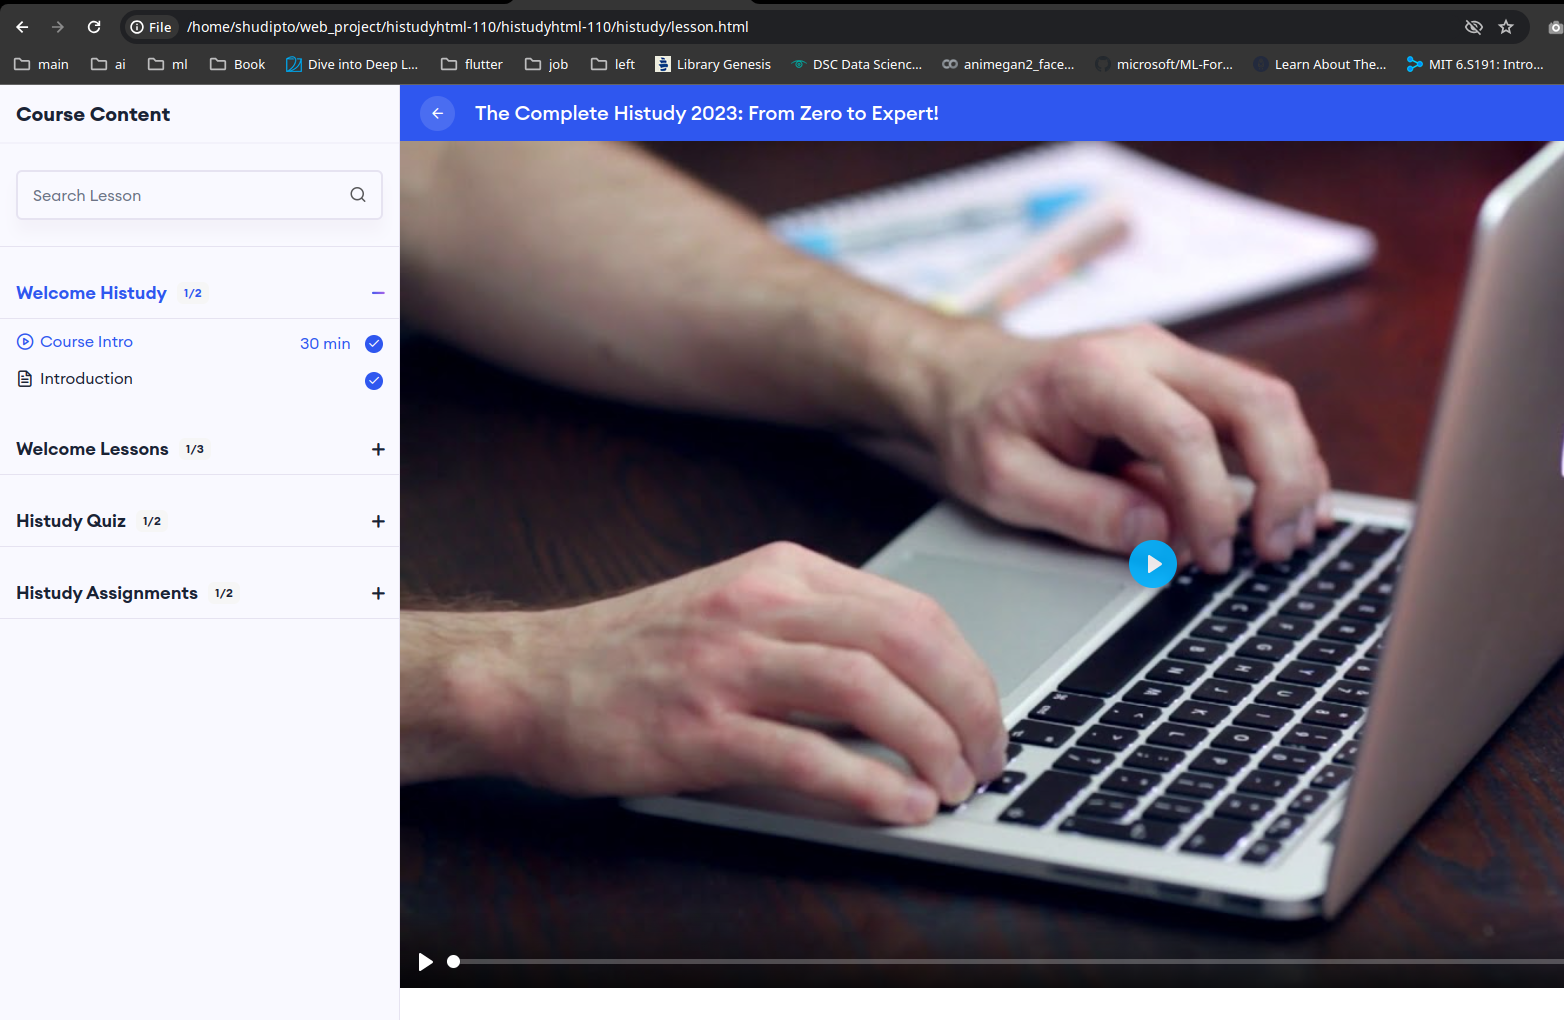 File /home/shudipto/web_project/histudyhtml-110/histudyhtml-110/histudy/lesson.html
main ai ml Book Dive into Deep L... flutter job left Library Genesis DSC Data Scienc... animegan2_face... microsoft/ML-For... Learn About The... MIT 6.S191: Intro...
Course Content
The Complete Histudy 2023: From Zero to Expert!
Search Lesson
Welcome Histudy 1/2
Course Intro 30 min
Introduction
Welcome Lessons 1/3
Histudy Quiz 1/2
Histudy Assignments 1/2